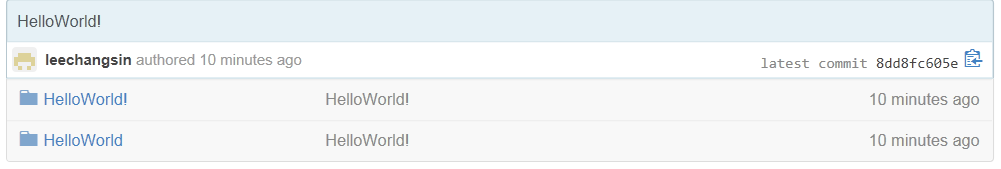 HelloWorld!
leechangsin authored 10 minutes ago latest commit 8dd8fc605e
HelloWorld! HelloWorld! 10 minutes ago
HelloWorld HelloWorld! 10 minutes ago